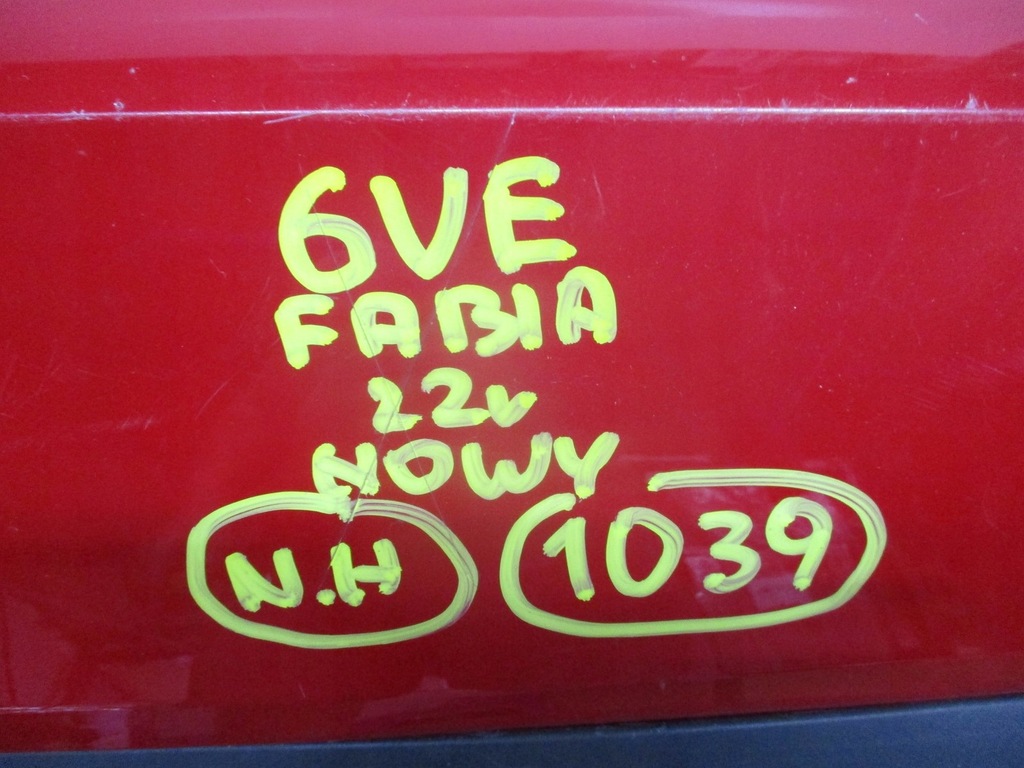 6VE
FABIA
22v
NOWY
N.H 1039